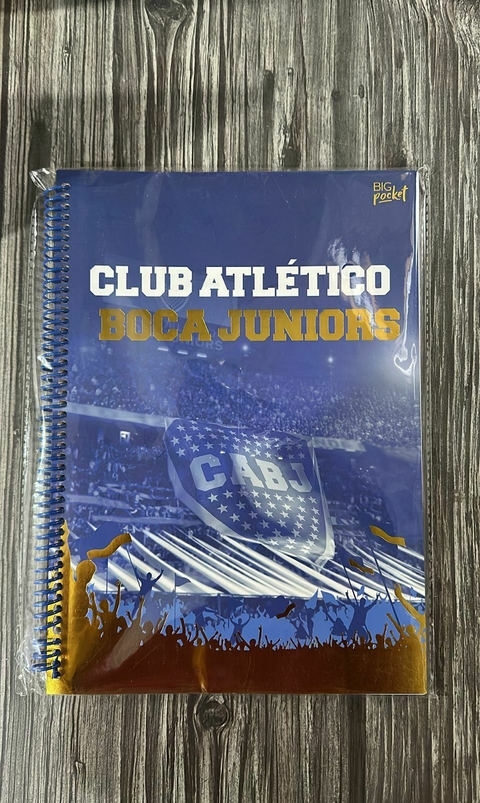 BIG
pocket
CLUB ATLÉTICO
BOCA JUNIORS
CABJ